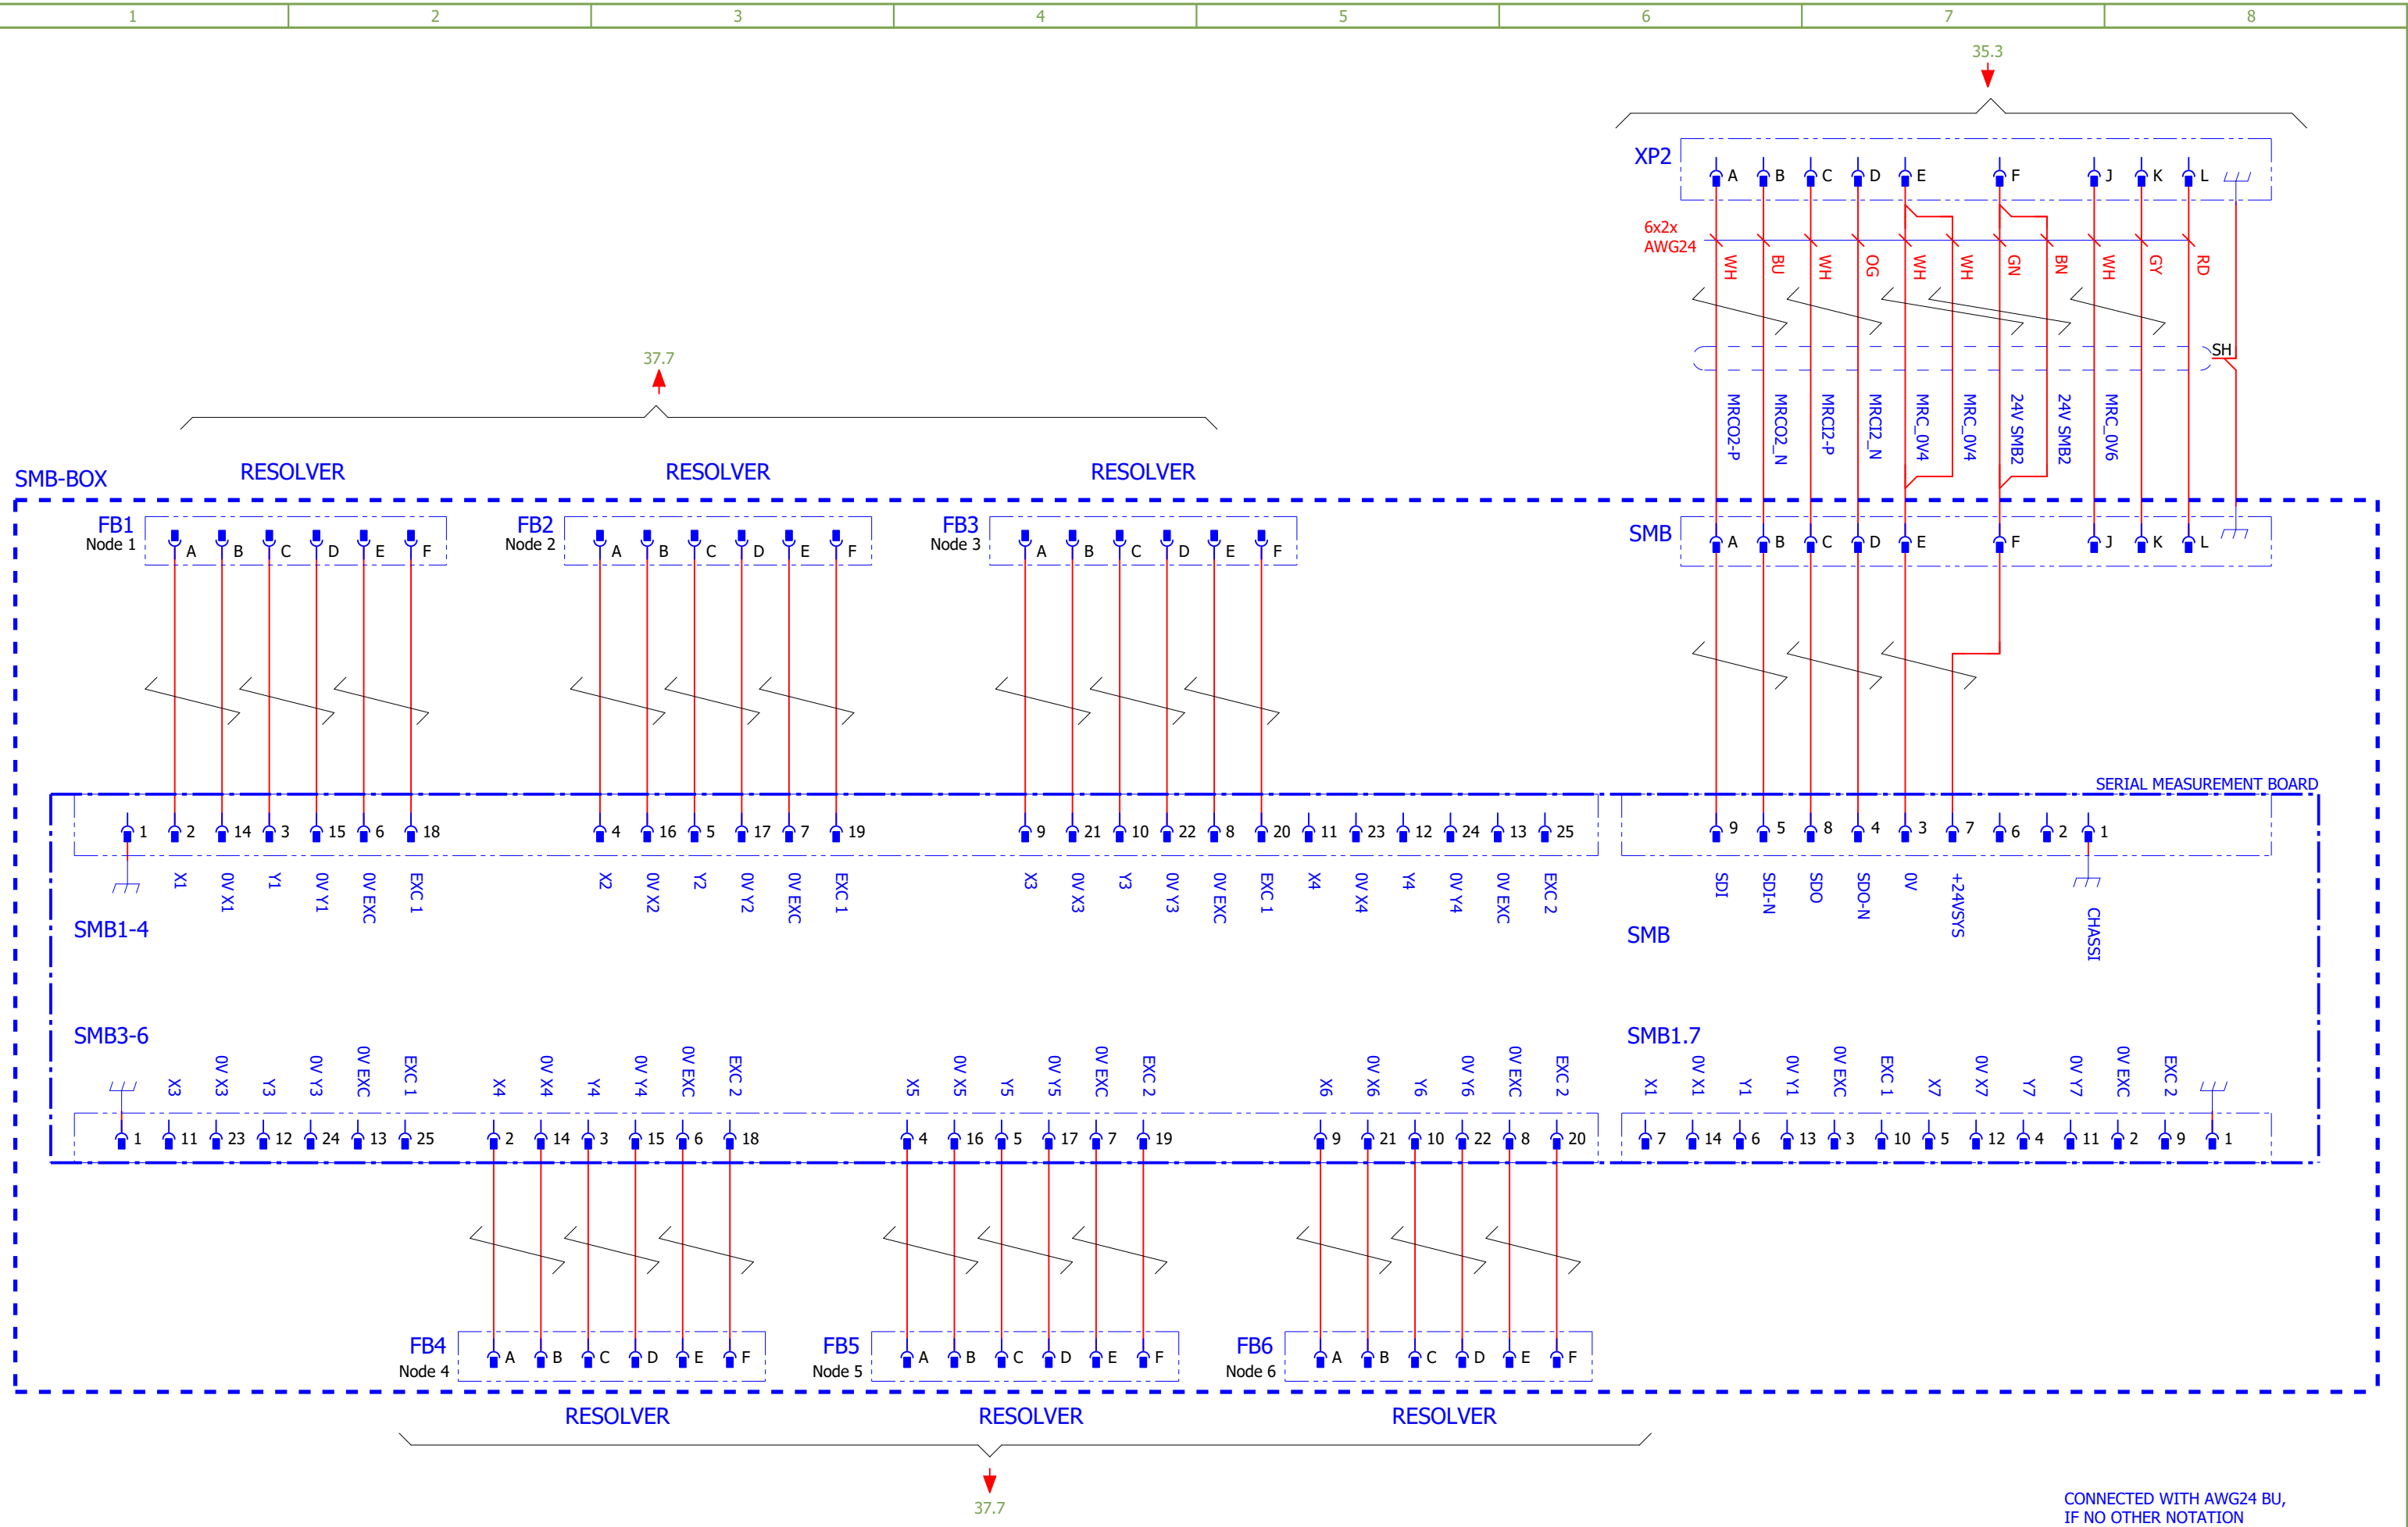 1 2 3 4 5 6 7 8
35.3
XP2 A B C D E F J K L
6x2x
AWG24
WH BU WH OG WH WH GN BN WH GY RD
37.7
SH
MRCO2-P MRCO2_N MRCI2-P MRCI2_N MRC_0V4 MRC_0V4 24V SMB2 24V SMB2 MRC_0V6
RESOLVER RESOLVER RESOLVER
SMB-BOX
FB1 A B C D E F
Node 1
FB2 A B C D E F
Node 2
FB3 A B C D E F
Node 3
SMB A B C D E F J K L
SERIAL MEASUREMENT BOARD
1 2 14 3 15 6 18 4 16 5 17 7 19 9 21 10 22 8 20 11 23 12 24 13 25
9 5 8 4 3 7 6 2 1
X1 0V X1 Y1 0V Y1 0V EXC EXC 1 X2 0V X2 Y2 0V Y2 0V EXC EXC 1 X3 0V X3 Y3 0V Y3 0V EXC EXC 1 X4 0V X4 Y4 0V Y4 0V EXC EXC 2
SDI SDI-N SDO SDO-N 0V +24VSYS CHASSI
SMB1-4
SMB
SMB3-6
SMB1.7
X3 0V X3 Y3 0V Y3 0V EXC EXC 1 X4 0V X4 Y4 0V Y4 0V EXC EXC 2 X5 0V X5 Y5 0V Y5 0V EXC EXC 2 X6 0V X6 Y6 0V Y6 0V EXC EXC 2
X1 0V X1 Y1 0V Y1 0V EXC EXC 1 X7 0V X7 Y7 0V Y7 0V EXC EXC 2
1 11 23 12 24 13 25 2 14 3 15 6 18 4 16 5 17 7 19 9 21 10 22 8 20
7 14 6 13 3 10 5 12 4 11 2 9 1
FB4 A B C D E F
Node 4
FB5 A B C D E F
Node 5
FB6 A B C D E F
Node 6
RESOLVER RESOLVER RESOLVER
37.7
CONNECTED WITH AWG24 BU,
IF NO OTHER NOTATION